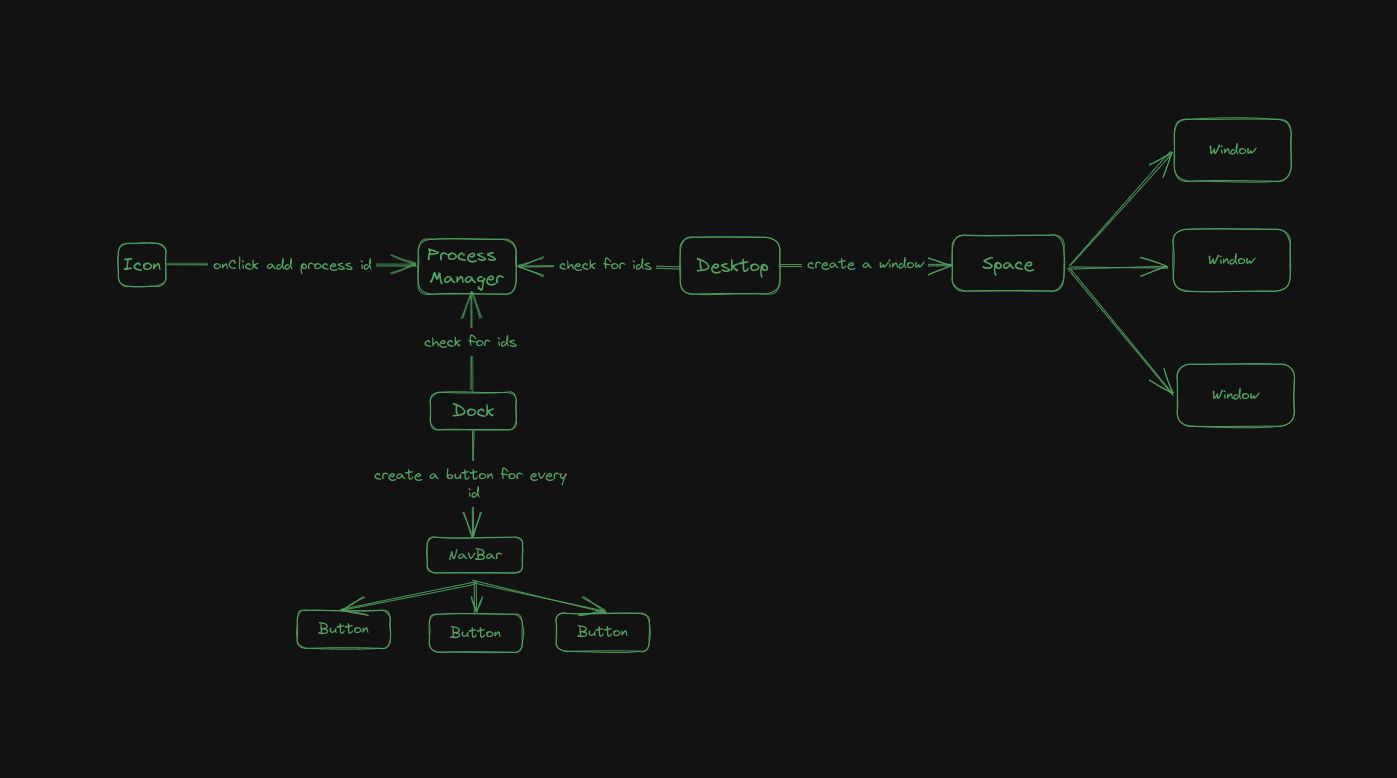 Window
Window
Icon
onClick add process id
Process
Manager
check for ids
Desktop
create a window
Space
check for ids
Window
Dock
create a button for every
id
NavBar
Button
Button
Button